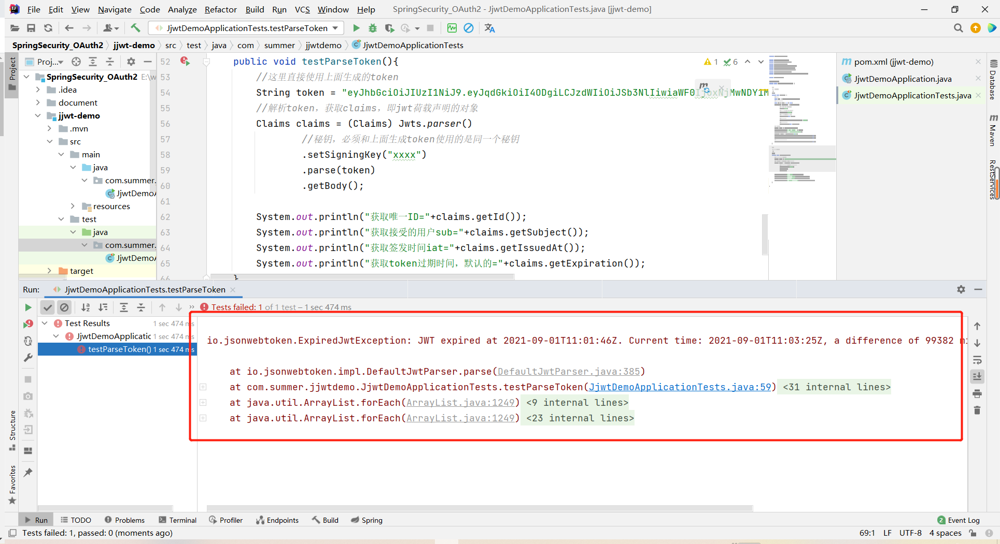 File Edit View Navigate Code Analyze Refactor Build Run VCS Window Help SpringSecurity_OAuth2 - JjwtDemoApplicationTests.java [jjwt-demo]
JjwtDemoApplicationTests.testParseToken
SpringSecurity_OAuth2 jjwt-demo src test java com summer jjwtdemo JjwtDemoApplicationTests
Project
Proj...
SpringSecurity_OAuth2 E:\w
.idea
document
jjwt-demo
.mvn
src
main
java
com.summer.
JjwtDemoA
resources
test
java
com.summer.
JjwtDemoA
target
52 public void testParseToken(){
53 //这里直接使用上面生成的token
54 String token = "eyJhbGciOiJIUzI1NiJ9.eyJqdGkiOiI4ODgiLCJzdWIiOiJSb3NlIiwiaWF0IjoxNjMwNDY1M
55 //解析token，获取claims，即jwt荷载声明的对象
56 Claims claims = (Claims) Jwts.parser()
57 //秘钥，必须和上面生成token使用的是同一个秘钥
58 .setSigningKey("xxxx")
59 .parse(token)
60 .getBody();
61
62 System.out.println("获取唯一ID="+claims.getId());
63 System.out.println("获取接受的用户sub="+claims.getSubject());
64 System.out.println("获取签发时间iat="+claims.getIssuedAt());
65 System.out.println("获取token过期时间，默认的="+claims.getExpiration());
66 }
1 6
pom.xml (jjwt-demo)
JjwtDemoApplication.java
JjwtDemoApplicationTests.java
Database
Maven
RestServices
Run: JjwtDemoApplicationTests.testParseToken
Tests failed: 1 of 1 test – 1 sec 474 ms
Test Results 1 sec 474 ms
JjwtDemoApplicatic 1 sec 474 ms
testParseToken() 1 sec 474 ms
io.jsonwebtoken.ExpiredJwtException: JWT expired at 2021-09-01T11:01:46Z. Current time: 2021-09-01T11:03:25Z, a difference of 99382 mi
at io.jsonwebtoken.impl.DefaultJwtParser.parse(DefaultJwtParser.java:385)
at com.summer.jjwtdemo.JjwtDemoApplicationTests.testParseToken(JjwtDemoApplicationTests.java:59) <31 internal lines>
at java.util.ArrayList.forEach(ArrayList.java:1249) <9 internal lines>
at java.util.ArrayList.forEach(ArrayList.java:1249) <23 internal lines>
Structure
Favorites
Run TODO Problems Terminal Profiler Endpoints Build Spring 2 Event Log
Tests failed: 1, passed: 0 (moments ago) 69:1 LF UTF-8 4 spaces